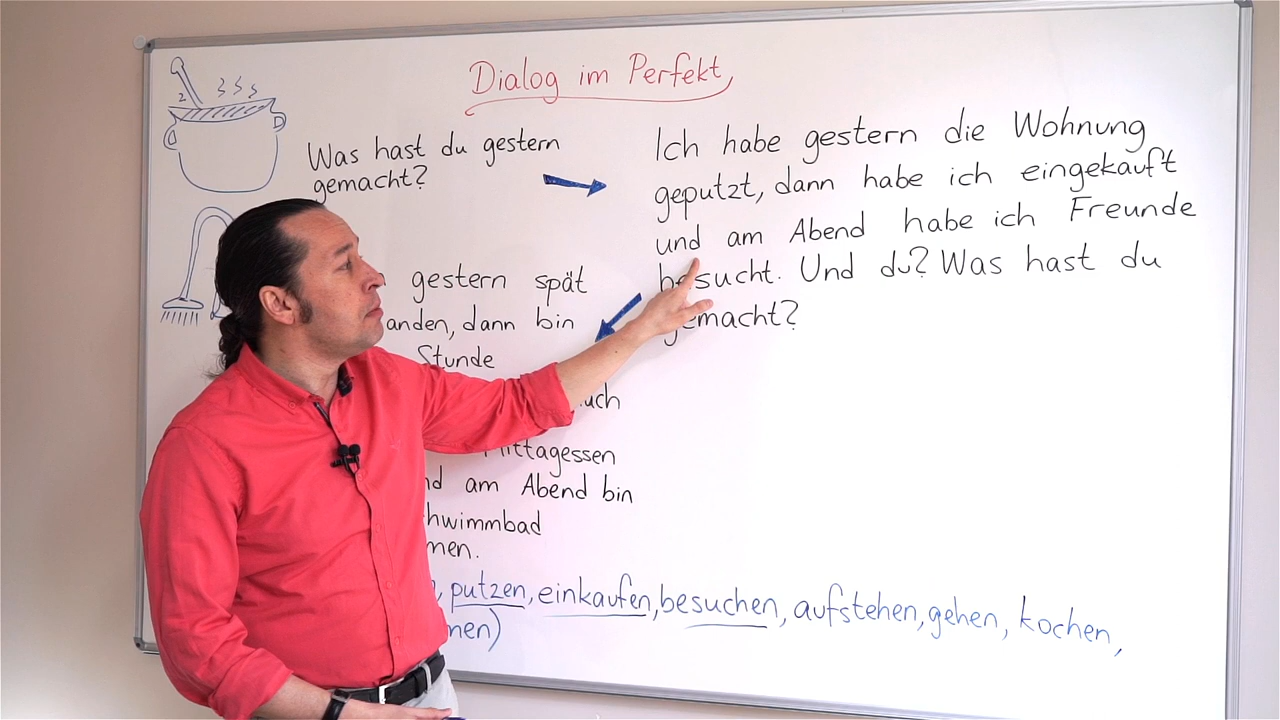 Dialog im Perfekt
Was hast du gestern
gemacht?
Ich habe gestern die Wohnung
geputzt, dann habe ich eingekauft
und am Abend habe ich Freunde
besucht. Und du? Was hast du
gemacht?
gestern spät
anden, dann bin
Stunde
uch
ittagessen
nd am Abend bin
hwimmbad
men.
putzen, einkaufen, besuchen, aufstehen, gehen, kochen,
men)